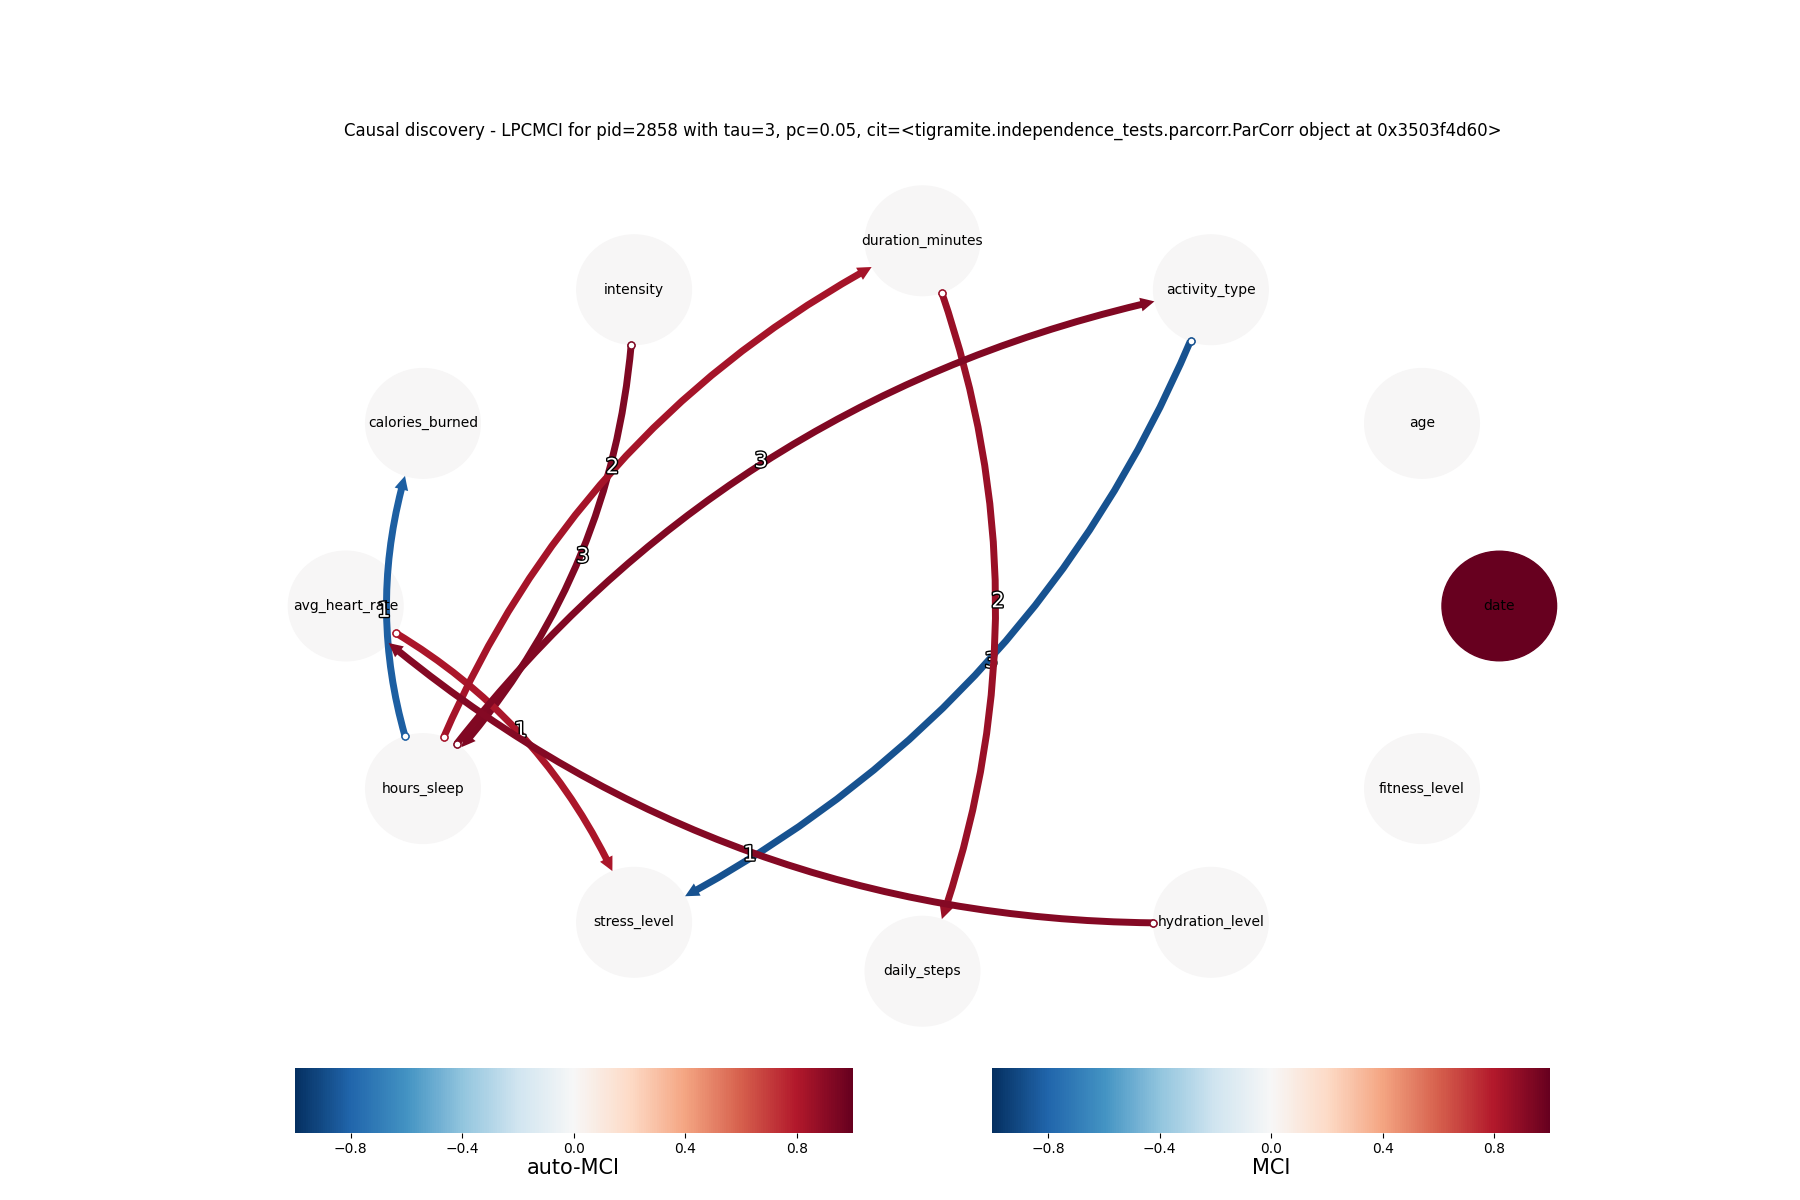 Causal discovery - LPCMCI for pid=2858 with tau=3, pc=0.05, cit=<tigramite.independence_tests.parcorr.ParCorr object at 0x3503f4d60>
duration_minutes
intensity
activity_type
calories_burned
age
2
3
3
avg_heart_rate
1
2
date
1
hours_sleep
fitness_level
1
stress_level
hydration_level
daily_steps
−0.8
−0.4
0.0
0.4
0.8
auto-MCI
−0.8
−0.4
0.0
0.4
0.8
MCI